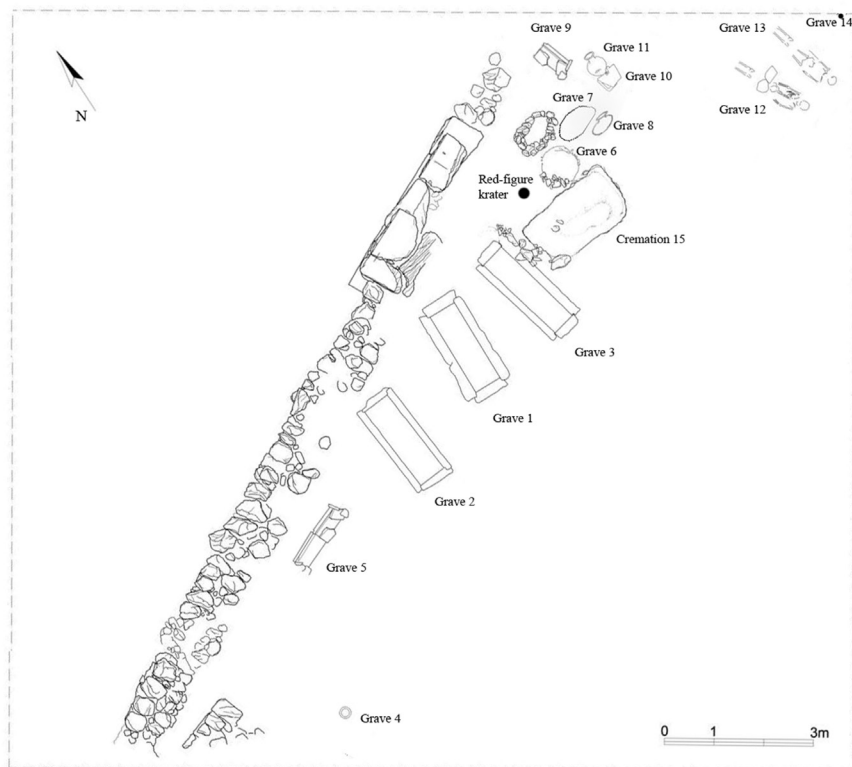 Grave 14
Grave 13
Grave 9
Grave 11
Grave 10
Grave 12
Grave 7
Grave 8
Grave 6
Red-figure
krater
Cremation 15
N
Grave 3
Grave 1
Grave 2
Grave 5
Grave 4
0 1 3m